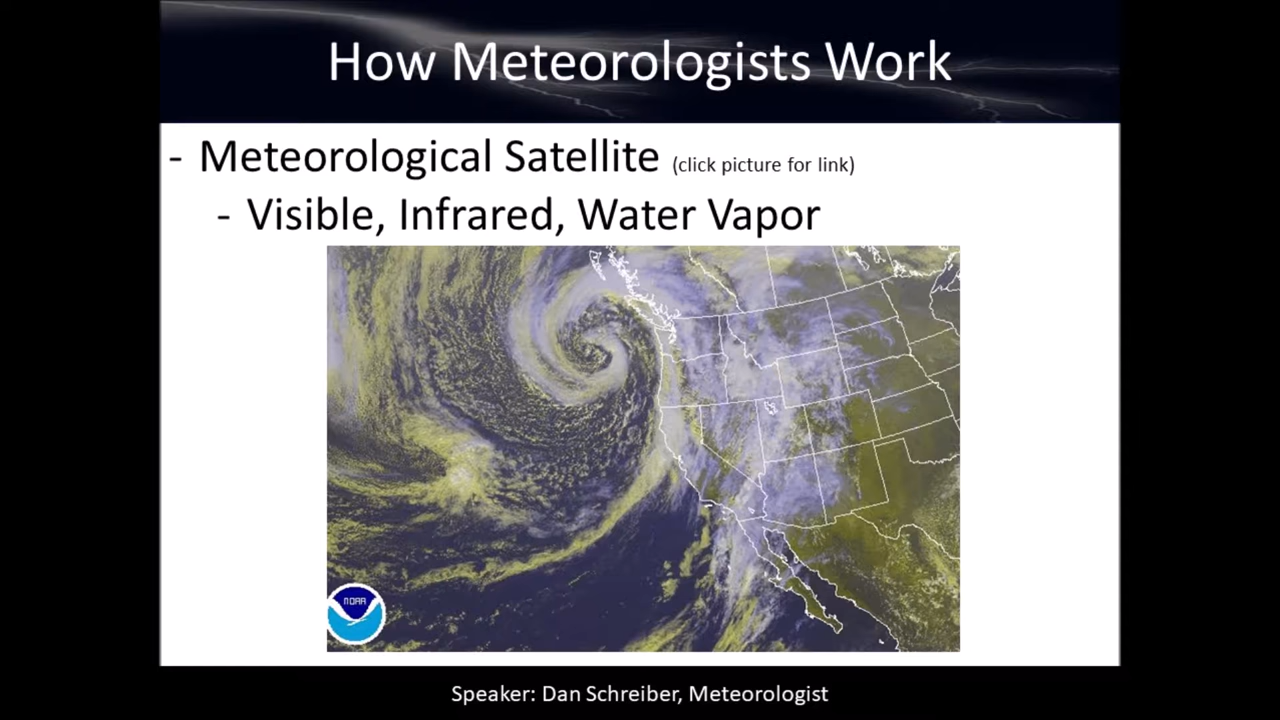 How Meteorologists Work
- Meteorological Satellite (click picture for link)
- Visible, Infrared, Water Vapor
NOAA
Speaker: Dan Schreiber, Meteorologist